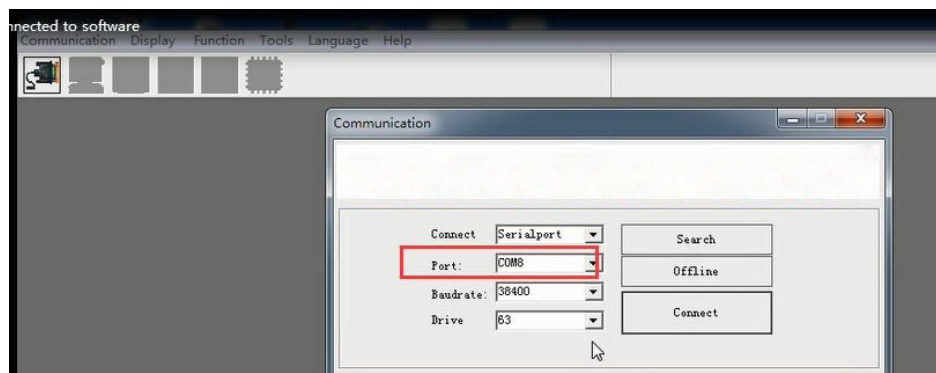 nnected to software
Communication Display Function Tools Language Help
Communication
Connect Serialport Search
Port: COM8 Offline
Baudrate: 38400 Connect
Drive 63